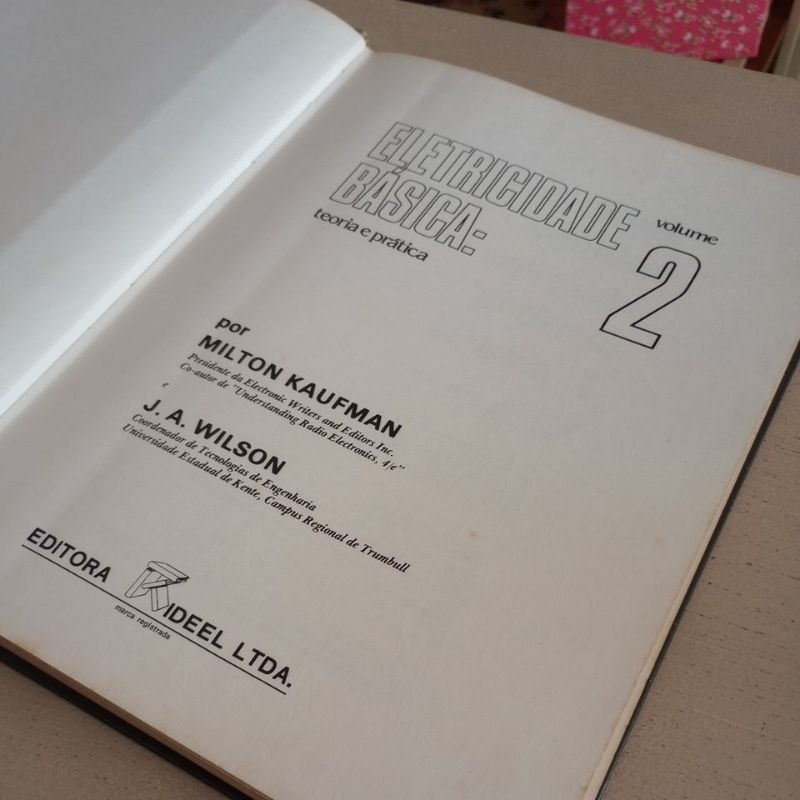 ELETRICIDADE
BÁSICA:
teoria e prática
volume
2
por
MILTON KAUFMAN
Presidente da Electronic Writers and Editors Inc.
Co-autor de "Understanding Radio Electronics, 4/e"
e
J. A. WILSON
Coordenador de Tecnologias de Engenharia
Universidade Estadual de Kente, Campus Regional de Trumbull
EDITORA RIDEEL LTDA.
marca registrada